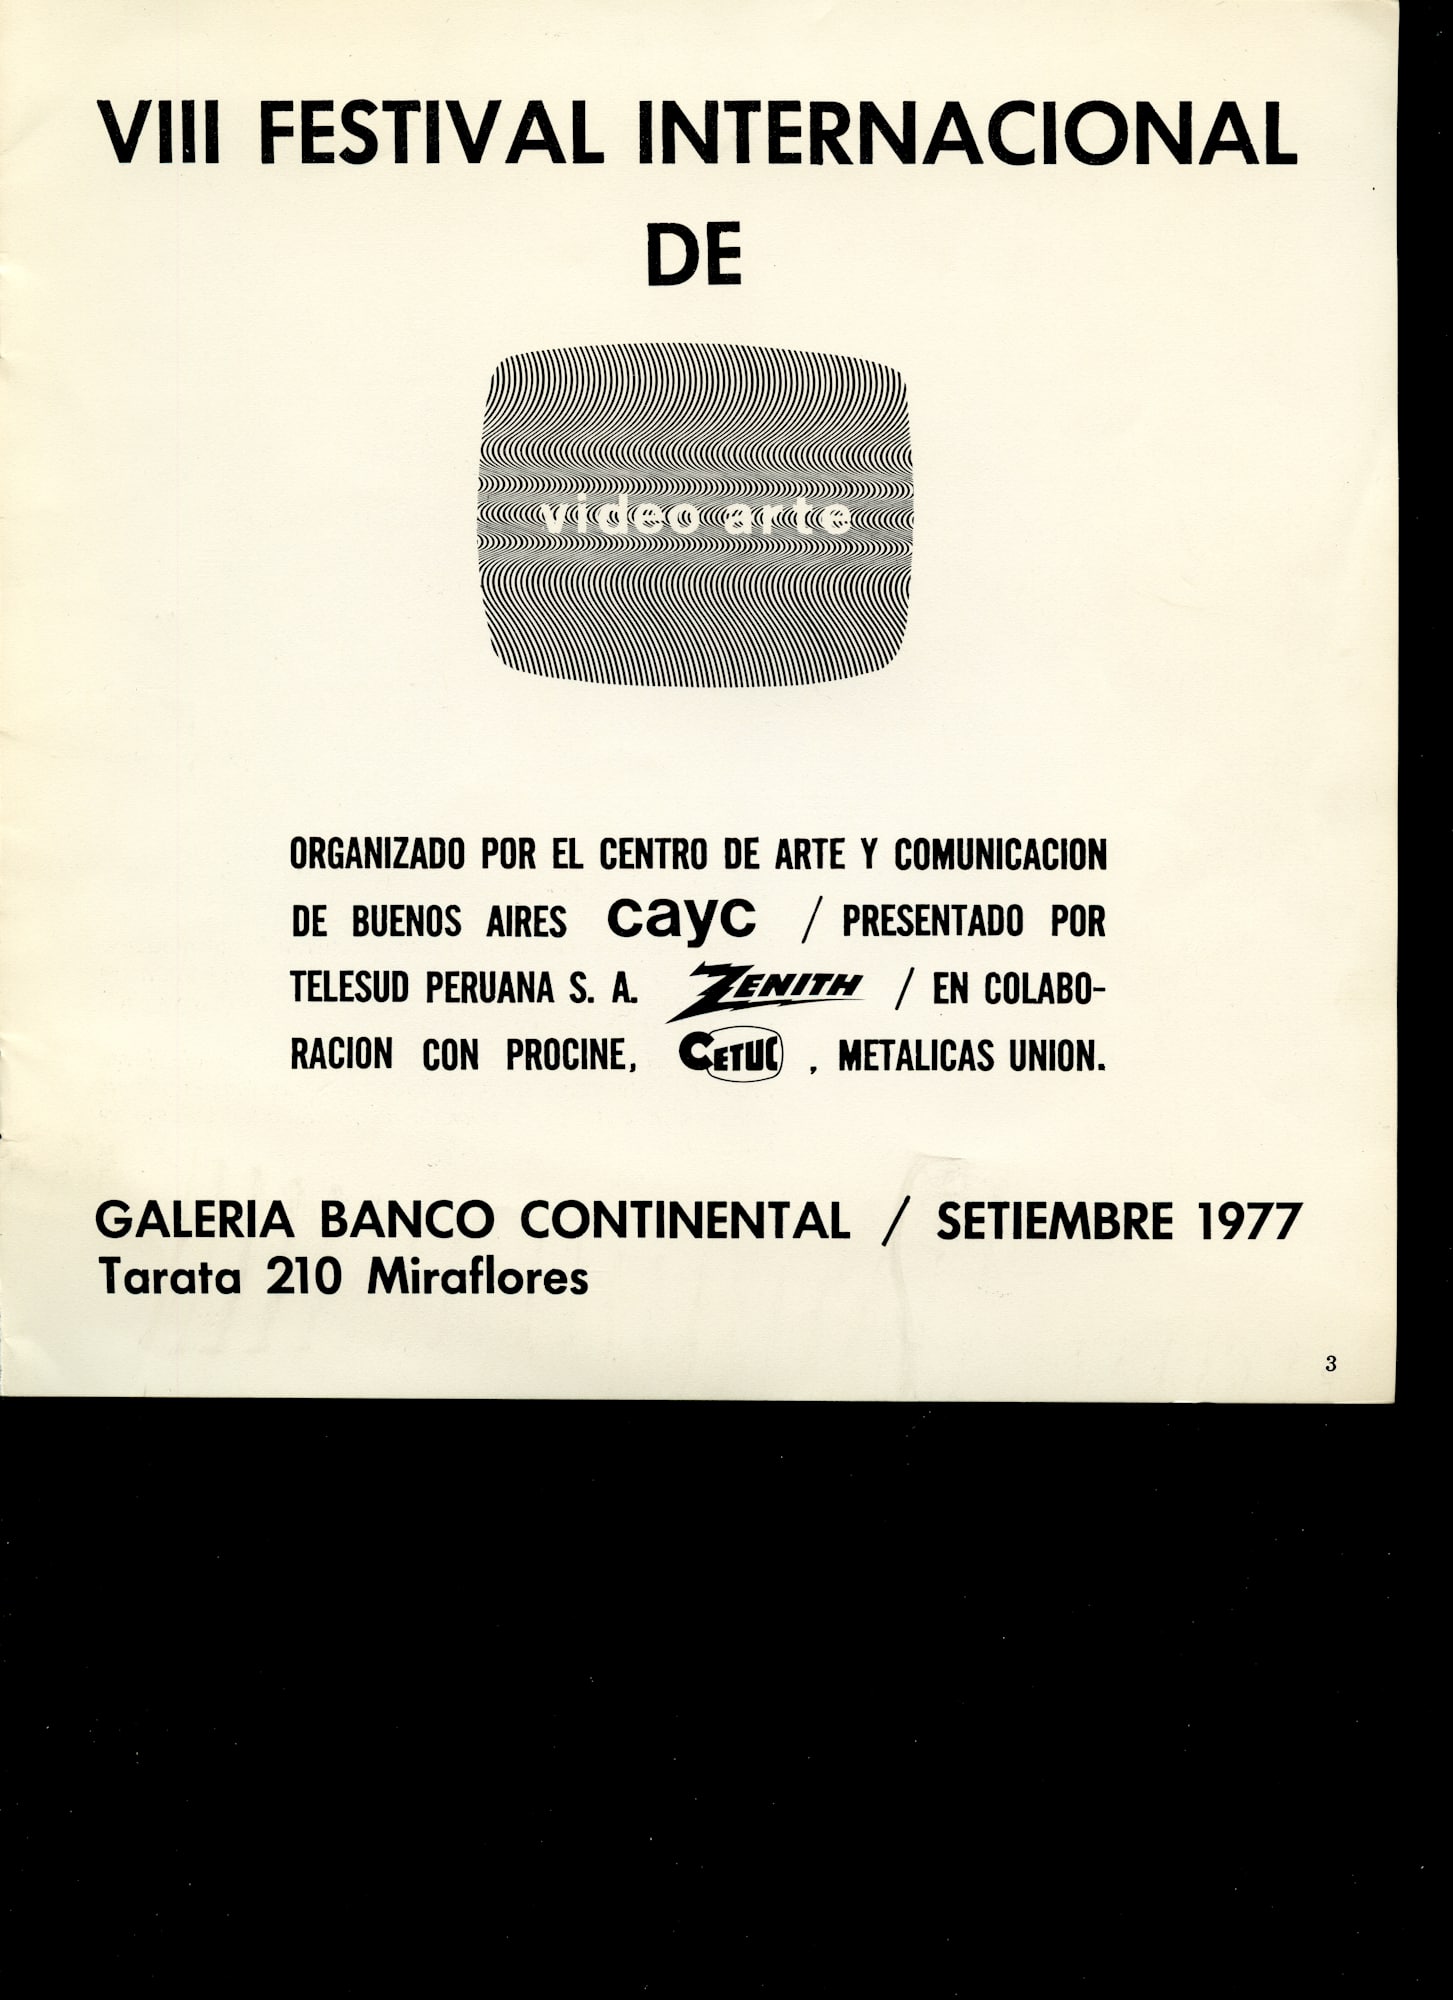 VIII FESTIVAL INTERNACIONAL
DE
video arte
ORGANIZADO POR EL CENTRO DE ARTE Y COMUNICACION
DE BUENOS AIRES cayc / PRESENTADO POR
TELESUD PERUANA S. A. ZENITH / EN COLABO-
RACION CON PROCINE, CETUC , METALICAS UNION.
GALERIA BANCO CONTINENTAL / SETIEMBRE 1977
Tarata 210 Miraflores
3